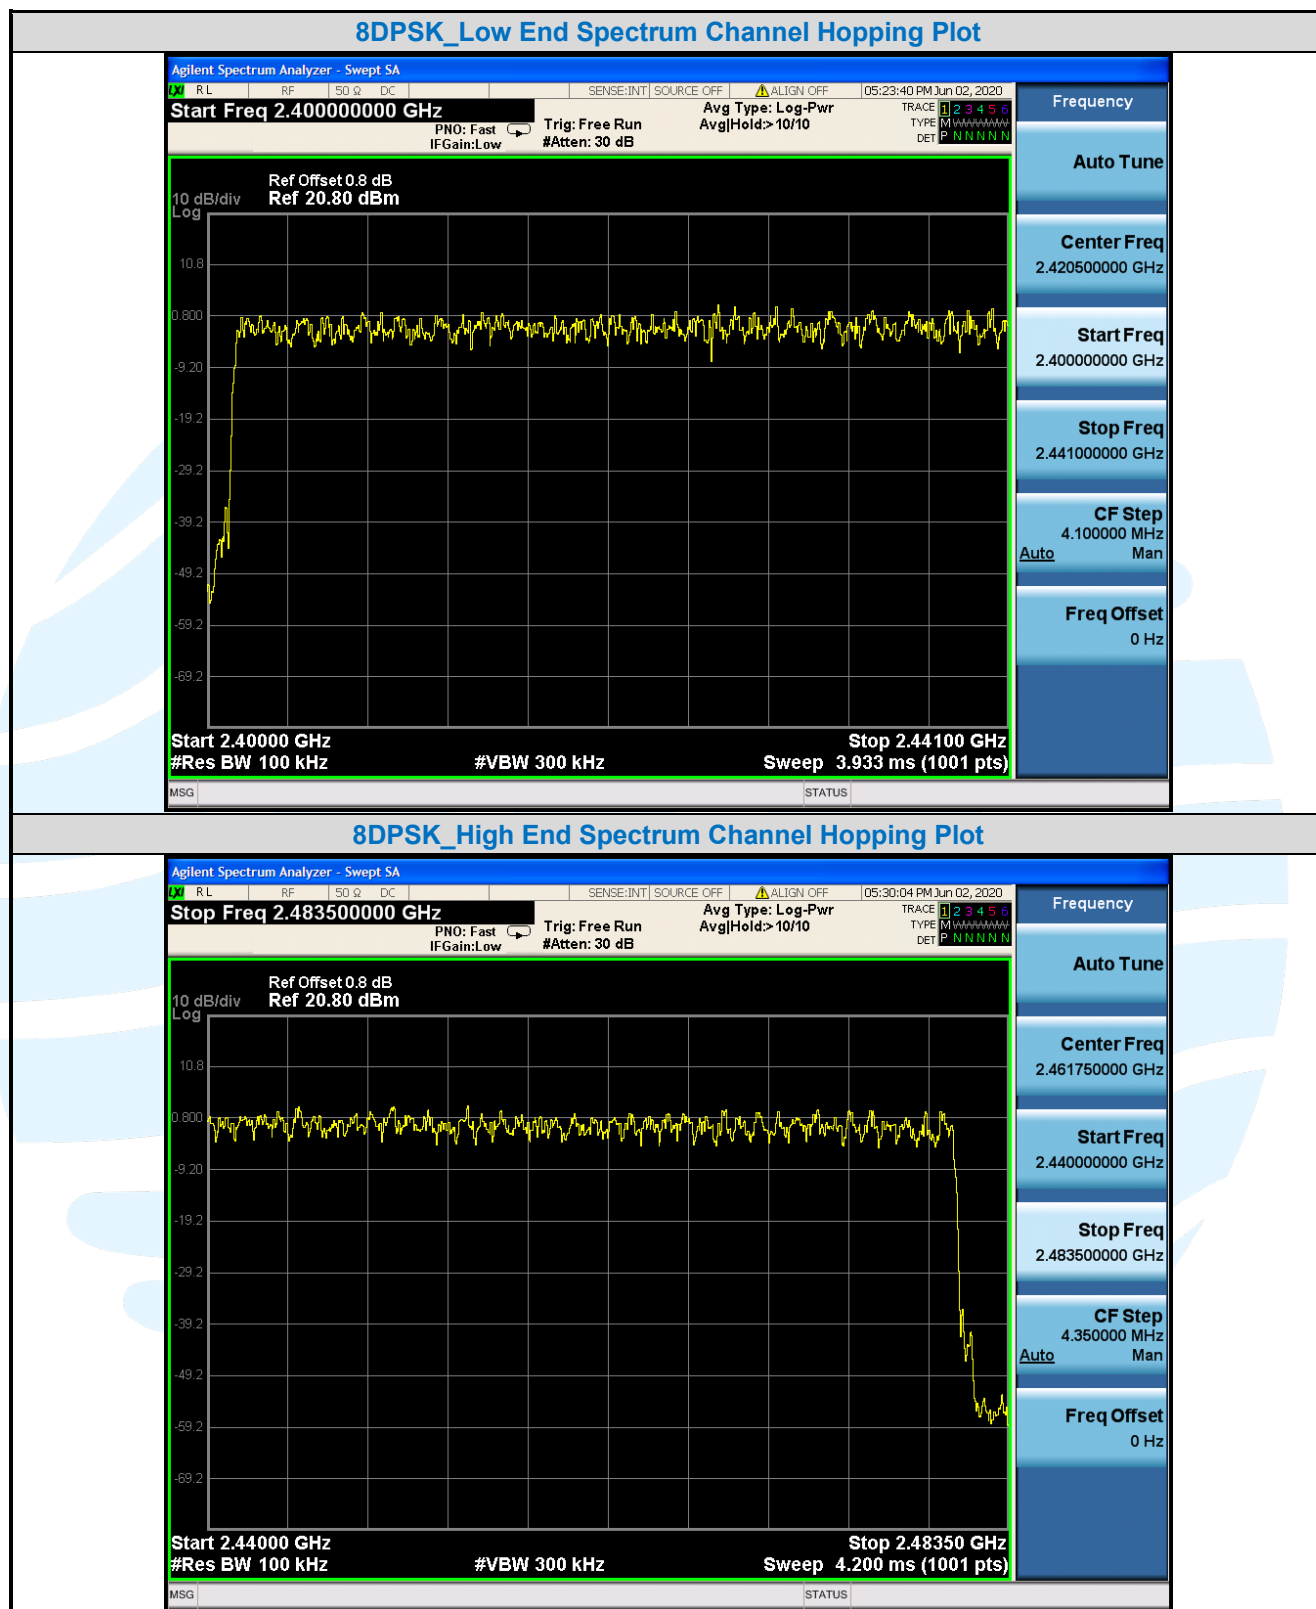 8DPSK_Low End Spectrum Channel Hopping Plot
Agilent Spectrum Analyzer - Swept SA
LXI RL RF 50 Ω DC SENSE:INT SOURCE OFF ALIGN OFF 05:23:40 PM Jun 02, 2020
Start Freq 2.400000000 GHz
PNO: Fast
IFGain:Low
Trig: Free Run
#Atten: 30 dB
Avg Type: Log-Pwr
Avg|Hold:> 10/10
TRACE 1 2 3 4 5 6
TYPE M WWWWW
DET P N N N N N
Ref Offset 0.8 dB
10 dB/div Ref 20.80 dBm
Log
10.8
0.800
-9.20
-19.2
-29.2
-39.2
-49.2
-59.2
-69.2
Start 2.40000 GHz Stop 2.44100 GHz
#Res BW 100 kHz #VBW 300 kHz Sweep 3.933 ms (1001 pts)
MSG STATUS
Frequency
Auto Tune
Center Freq
2.420500000 GHz
Start Freq
2.400000000 GHz
Stop Freq
2.441000000 GHz
CF Step
4.100000 MHz
Auto Man
Freq Offset
0 Hz
8DPSK_High End Spectrum Channel Hopping Plot
Agilent Spectrum Analyzer - Swept SA
LXI RL RF 50 Ω DC SENSE:INT SOURCE OFF ALIGN OFF 05:30:04 PM Jun 02, 2020
Stop Freq 2.483500000 GHz
PNO: Fast
IFGain:Low
Trig: Free Run
#Atten: 30 dB
Avg Type: Log-Pwr
Avg|Hold:> 10/10
TRACE 1 2 3 4 5 6
TYPE M WWWWW
DET P N N N N N
Ref Offset 0.8 dB
10 dB/div Ref 20.80 dBm
Log
10.8
0.800
-9.20
-19.2
-29.2
-39.2
-49.2
-59.2
-69.2
Start 2.44000 GHz Stop 2.48350 GHz
#Res BW 100 kHz #VBW 300 kHz Sweep 4.200 ms (1001 pts)
MSG STATUS
Frequency
Auto Tune
Center Freq
2.461750000 GHz
Start Freq
2.440000000 GHz
Stop Freq
2.483500000 GHz
CF Step
4.350000 MHz
Auto Man
Freq Offset
0 Hz